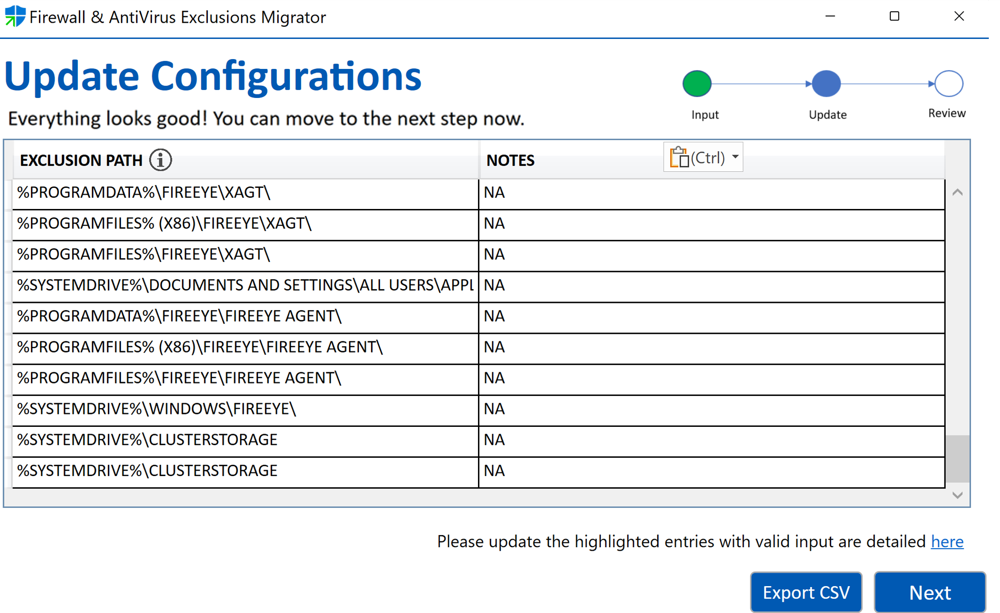 Firewall & AntiVirus Exclusions Migrator
Update Configurations
Everything looks good! You can move to the next step now.
Input
Update
Review
EXCLUSION PATH
NOTES
(Ctrl)
%PROGRAMDATA%\FIREEYE\XAGT\ NA
%PROGRAMFILES% (X86)\FIREEYE\XAGT\ NA
%PROGRAMFILES%\FIREEYE\XAGT\ NA
%SYSTEMDRIVE%\DOCUMENTS AND SETTINGS\ALL USERS\APPL NA
%PROGRAMDATA%\FIREEYE\FIREEYE AGENT\ NA
%PROGRAMFILES% (X86)\FIREEYE\FIREEYE AGENT\ NA
%PROGRAMFILES%\FIREEYE\FIREEYE AGENT\ NA
%SYSTEMDRIVE%\WINDOWS\FIREEYE\ NA
%SYSTEMDRIVE%\CLUSTERSTORAGE NA
%SYSTEMDRIVE%\CLUSTERSTORAGE NA
Please update the highlighted entries with valid input are detailed here
Export CSV
Next